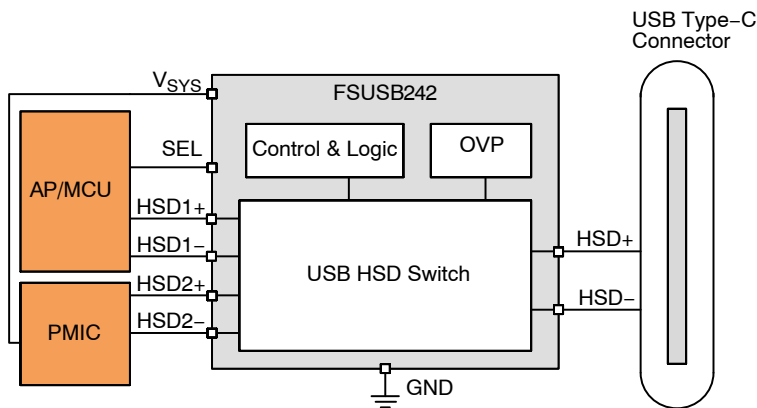 USB Type−C
Connector
VSYS
FSUSB242
SEL
Control & Logic
OVP
AP/MCU
HSD1+
HSD1−
HSD+
USB HSD Switch
HSD2+
HSD−
HSD2−
PMIC
GND